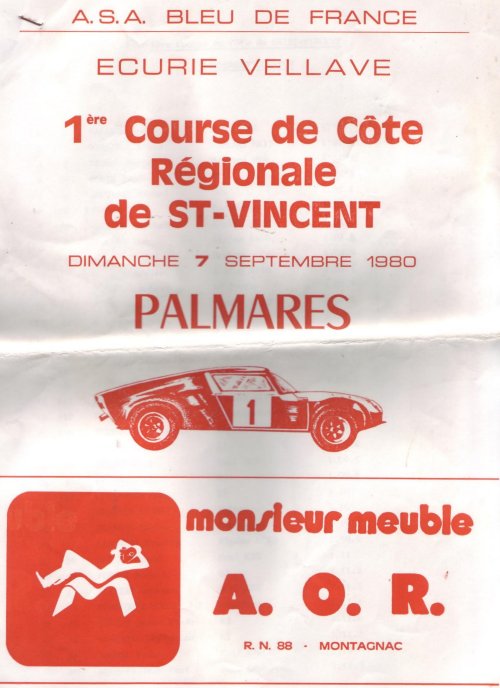 A.S.A. BLEU DE FRANCE
ECURIE VELLAVE
1ère Course de Côte
Régionale
de ST-VINCENT
DIMANCHE 7 SEPTEMBRE 1980
PALMARES
1
monsieur meuble
A. O. R.
R. N. 88 - MONTAGNAC